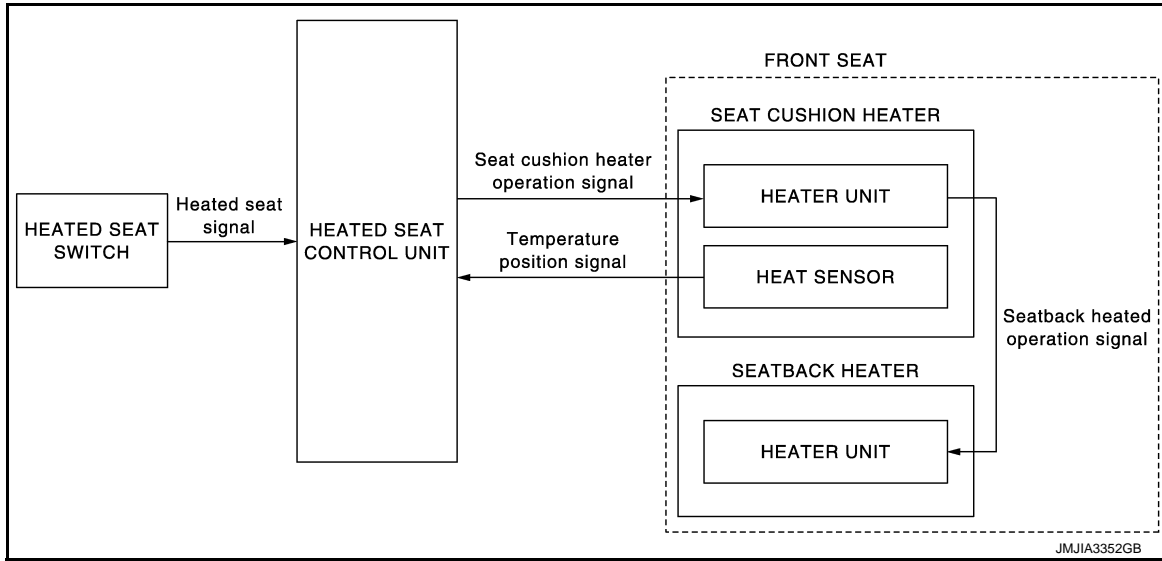 FRONT SEAT
SEAT CUSHION HEATER
Seat cushion heater
operation signal
HEATER UNIT
Heated seat
signal
HEATED SEAT
SWITCH
HEATED SEAT
CONTROL UNIT
Temperature
position signal
HEAT SENSOR
Seatback heated
operation signal
SEATBACK HEATER
HEATER UNIT
JMJIA3352GB